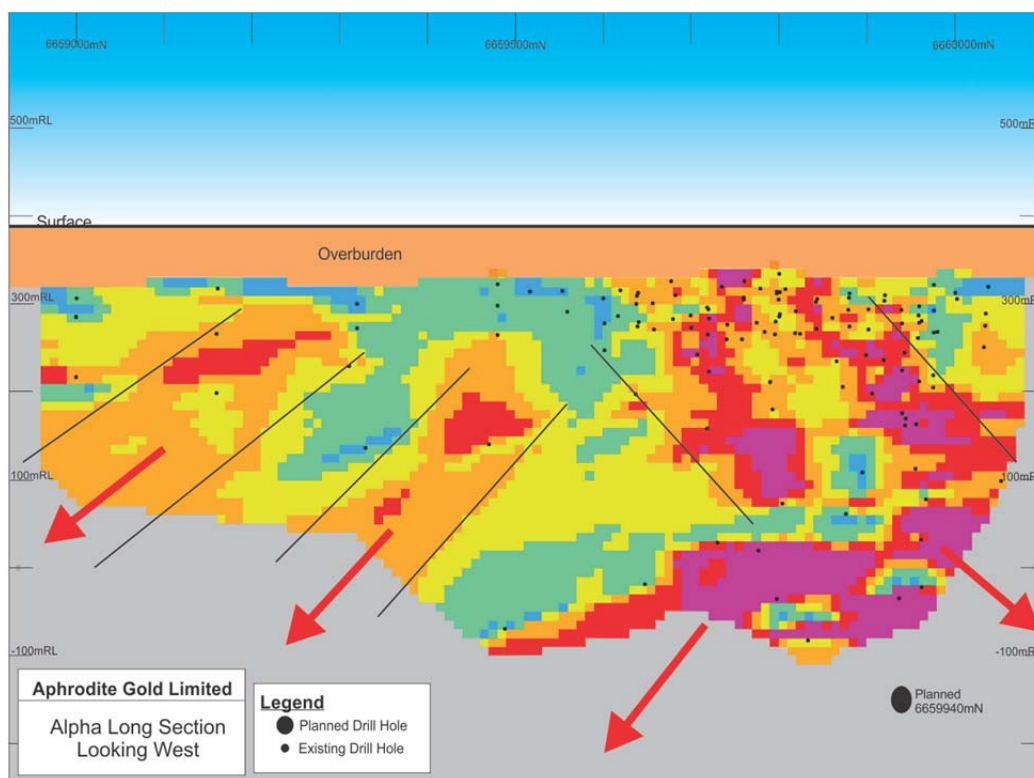 6659000mN
6659500mN
6660000mN
500mRL
500mRL
Surface
Overburden
300mRL
300mRL
100mRL
100mRL
-100mRL
-100mRL
Aphrodite Gold Limited
Alpha Long Section
Looking West
Legend
Planned Drill Hole
Existing Drill Hole
Planned
6659940mN